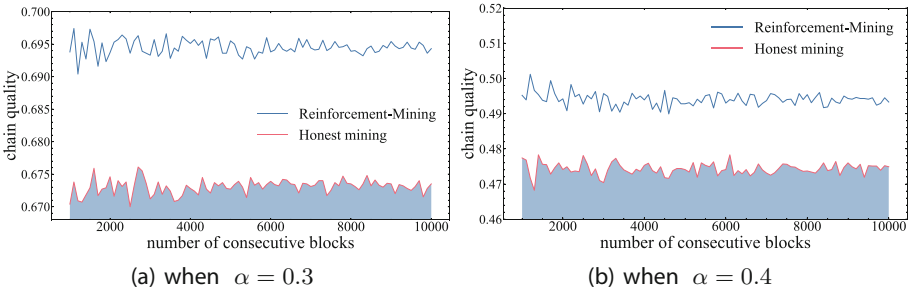 0.700
0.695
0.690
0.685
0.680
0.675
0.670
chain quality
Reinforcement-Mining
Honest mining
2000 4000 6000 8000 10000
number of consecutive blocks
(a) when α = 0.3
0.52
0.51
0.50
0.49
0.48
0.47
0.46
chain quality
Reinforcement-Mining
Honest mining
2000 4000 6000 8000 10000
number of consecutive blocks
(b) when α = 0.4